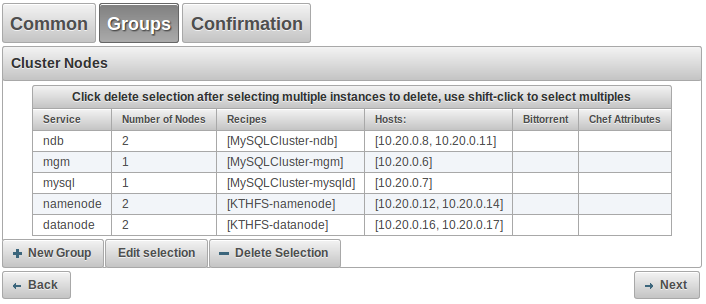 Common Groups Confirmation
Cluster Nodes
Click delete selection after selecting multiple instances to delete, use shift-click to select multiples
Service Number of Nodes Recipes Hosts: Bittorrent Chef Attributes
ndb 2 [MySQLCluster-ndb] [10.20.0.8, 10.20.0.11]
mgm 1 [MySQLCluster-mgm] [10.20.0.6]
mysql 1 [MySQLCluster-mysqld] [10.20.0.7]
namenode 2 [KTHFS-namenode] [10.20.0.12, 10.20.0.14]
datanode 2 [KTHFS-datanode] [10.20.0.16, 10.20.0.17]
New Group Edit selection Delete Selection
Back Next